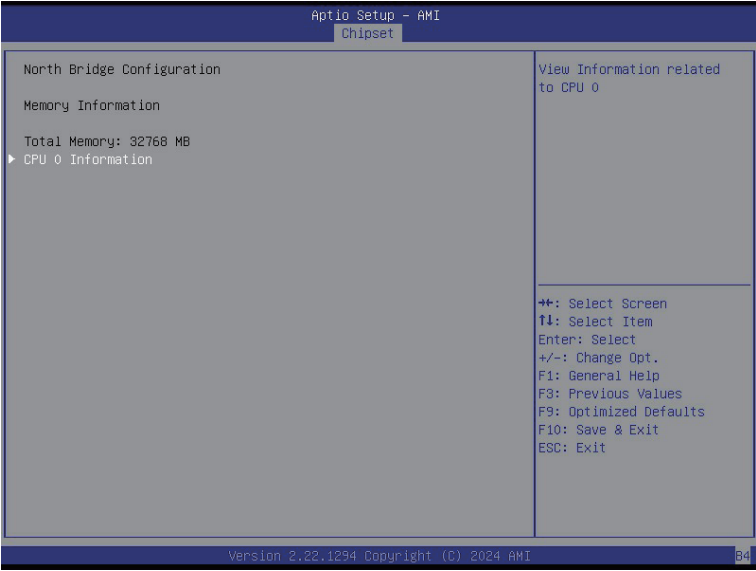 Aptio Setup – AMI
Chipset
North Bridge Configuration
Memory Information
Total Memory: 32768 MB
CPU 0 Information
View Information related
to CPU 0
→←: Select Screen
↑↓: Select Item
Enter: Select
+/-: Change Opt.
F1: General Help
F3: Previous Values
F9: Optimized Defaults
F10: Save & Exit
ESC: Exit
Version 2.22.1294 Copyright (C) 2024 AMI
B4